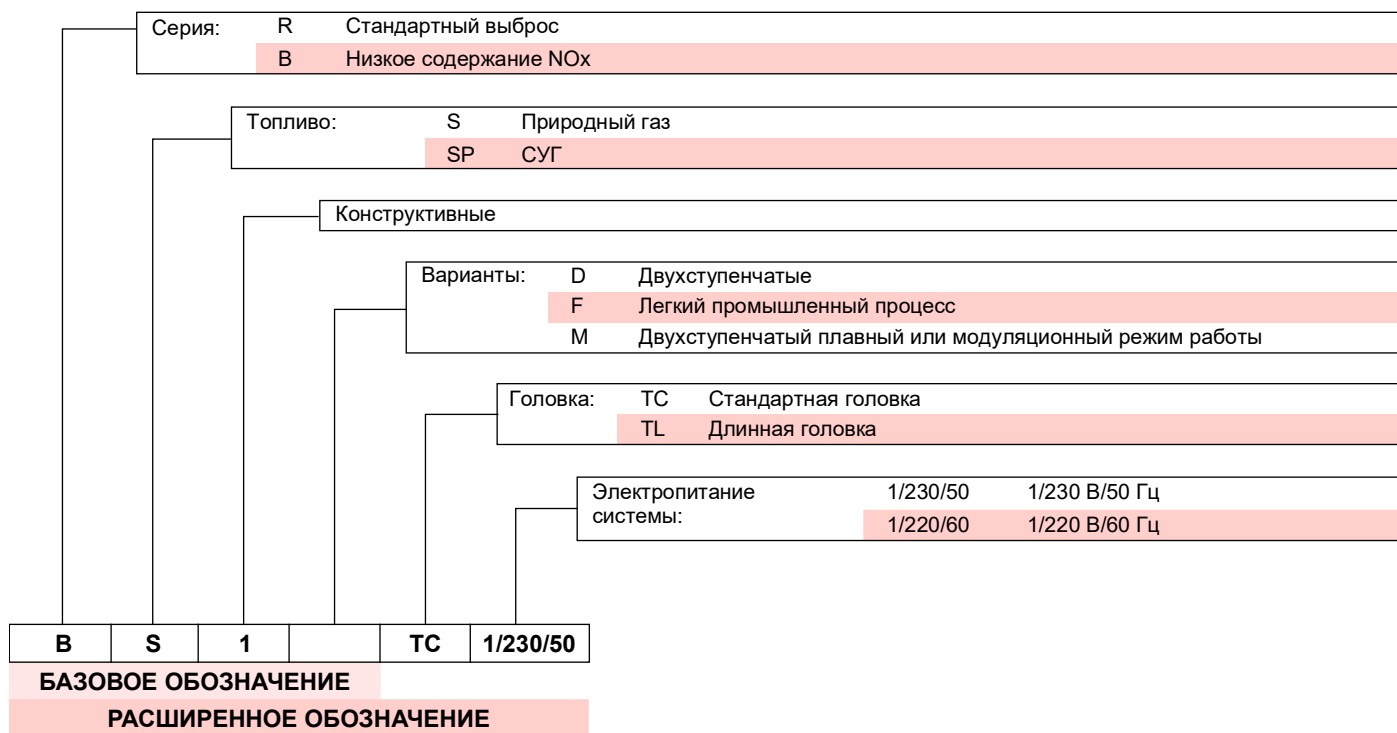 Серия: R Стандартный выброс
B Низкое содержание NOx
Топливо: S Природный газ
SP СУГ
Конструктивные
Варианты: D Двухступенчатые
F Легкий промышленный процесс
M Двухступенчатый плавный или модуляционный режим работы
Головка: TC Стандартная головка
TL Длинная головка
Электропитание системы: 1/230/50 1/230 В/50 Гц
1/220/60 1/220 В/60 Гц
B S 1 TC 1/230/50
БАЗОВОЕ ОБОЗНАЧЕНИЕ
РАСШИРЕННОЕ ОБОЗНАЧЕНИЕ